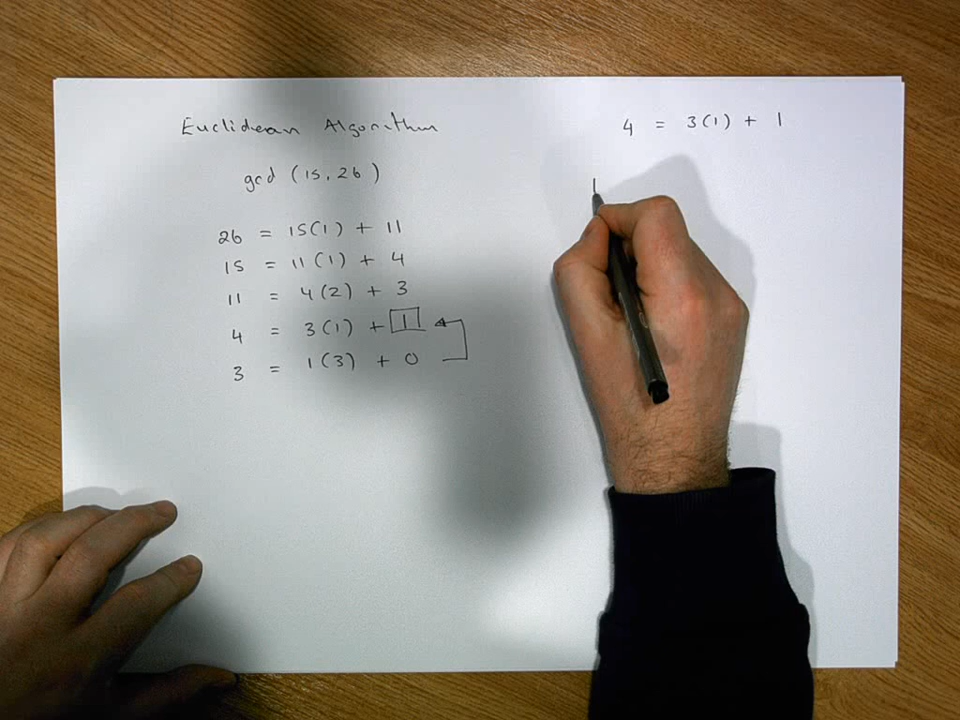 Euclidean Algorithm
gcd (15, 26)
26 = 15(1) + 11
15 = 11(1) + 4
11 = 4(2) + 3
4 = 3(1) + 1
3 = 1(3) + 0
4 = 3(1) + 1
1